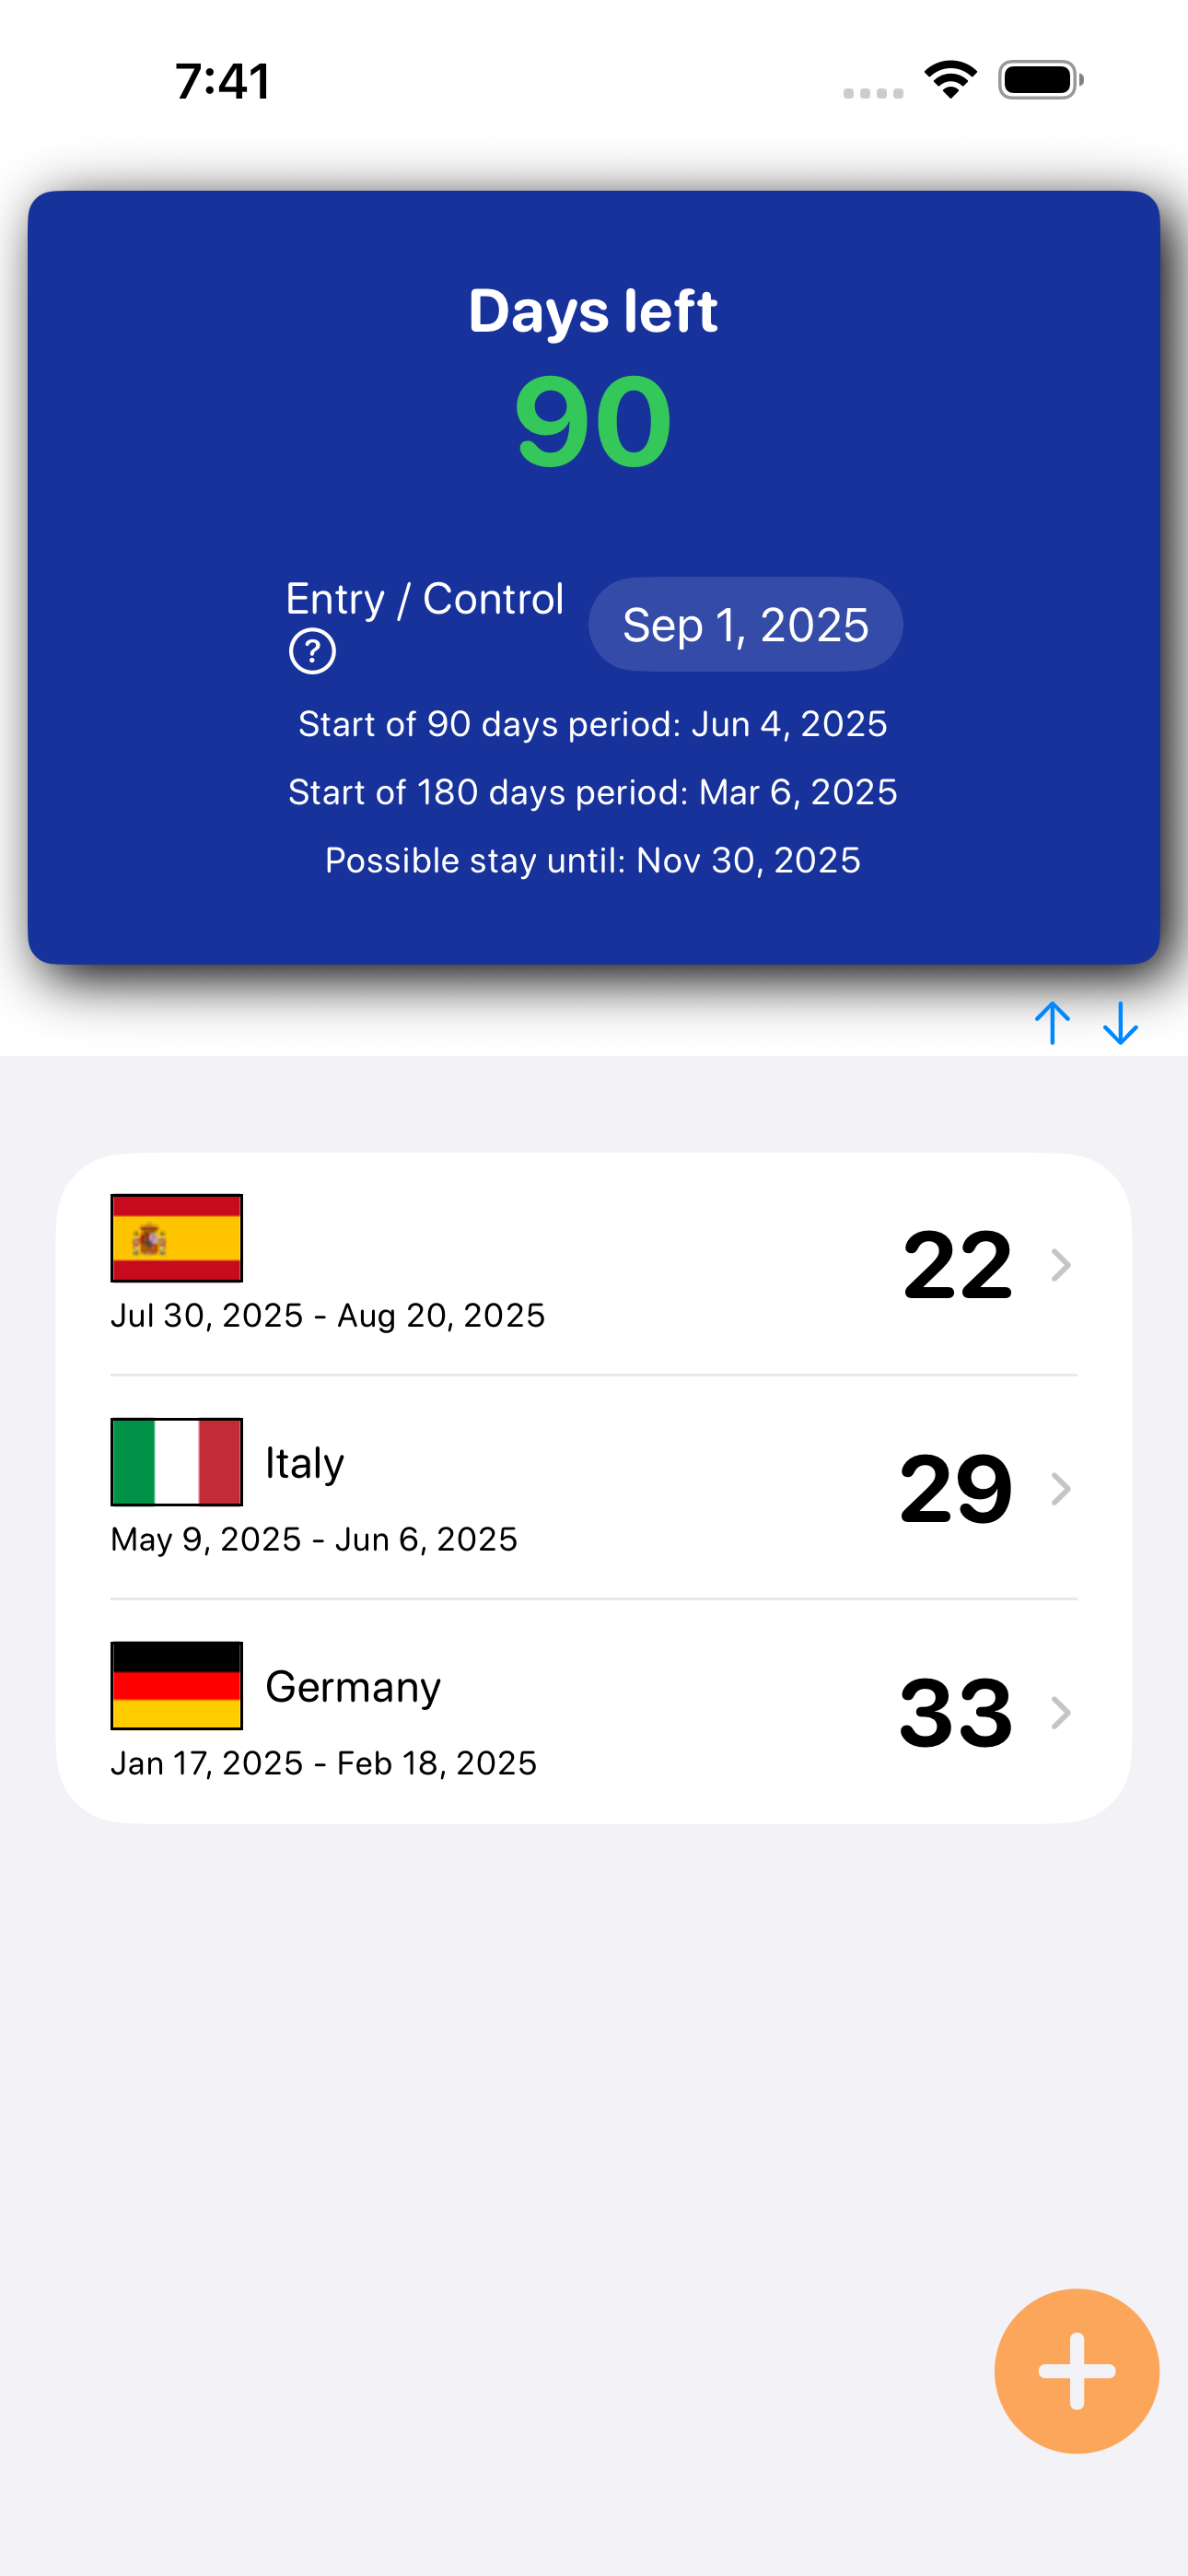 7:41
Days left
90
Entry / Control
?
Sep 1, 2025
Start of 90 days period: Jun 4, 2025
Start of 180 days period: Mar 6, 2025
Possible stay until: Nov 30, 2025
22
Jul 30, 2025 - Aug 20, 2025
Italy
29
May 9, 2025 - Jun 6, 2025
Germany
33
Jan 17, 2025 - Feb 18, 2025